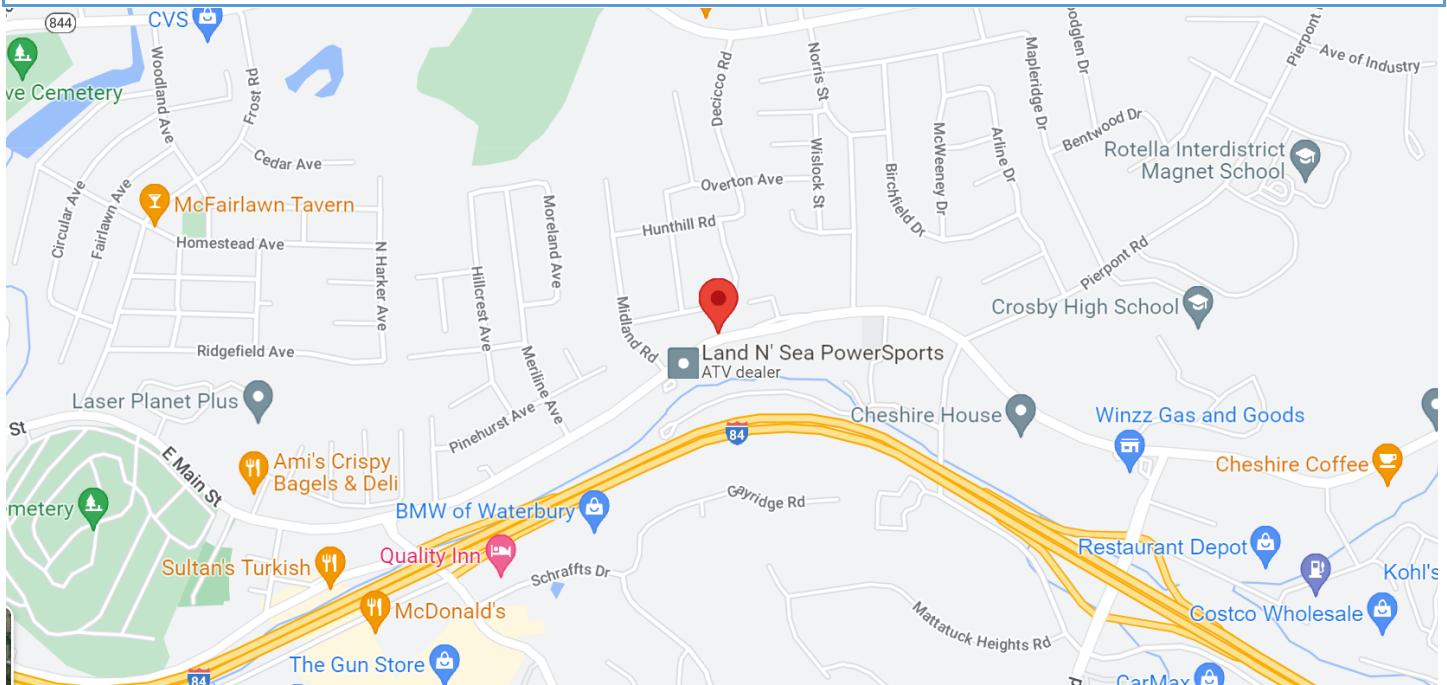 844
CVS
ve Cemetery
Woodland Ave
Frost Rd
Cedar Ave
Circular Ave
Fairlawn Ave
McFairlawn Tavern
Homestead Ave
N Harker Ave
Ridgefield Ave
Laser Planet Plus
St
Hillcrest Ave
Moreland Ave
Meriline Ave
Pinehurst Ave
Midland Rd
Hunthill Rd
Overton Ave
Decicco Rd
Norris St
Wislock St
Birchfield Dr
McWeeney Dr
Arline Dr
Mapleridge Dr
odglen Dr
Bentwood Dr
Pierpont
Ave of Industry
Rotella Interdistrict
Magnet School
Pierpont Rd
Crosby High School
Land N' Sea PowerSports
ATV dealer
Cheshire House
Winzz Gas and Goods
Cheshire Coffee
84
E Main St
Ami's Crispy
Bagels & Deli
metery
BMW of Waterbury
Gayridge Rd
Quality Inn
Sultan's Turkish
Schraffts Dr
McDonald's
The Gun Store
84
Restaurant Depot
Kohl's
Costco Wholesale
Mattatuck Heights Rd
CarMax